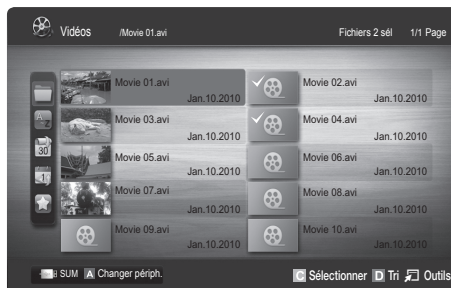 Vidéos /Movie 01.avi Fichiers 2 sél 1/1 Page
Movie 01.avi Movie 02.avi
Jan.10.2010 Jan.10.2010
Movie 03.avi Movie 04.avi
Jan.10.2010 Jan.10.2010
Movie 05.avi Movie 06.avi
Jan.10.2010 Jan.10.2010
Movie 07.avi Movie 08.avi
Jan.10.2010 Jan.10.2010
Movie 09.avi Movie 10.avi
Jan.10.2010 Jan.10.2010
A
30
1
SUM A Changer périph. C Sélectionner D Tri Outils